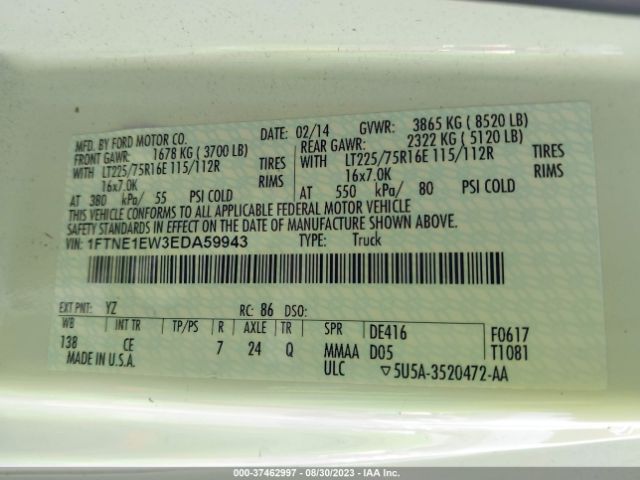 MFD. BY FORD MOTOR CO.
DATE: 02/14 GVWR: 3865 KG ( 8520 LB)
FRONT GAWR: 1678 KG ( 3700 LB) REAR GAWR: 2322 KG ( 5120 LB)
WITH LT225/75R16E 115/112R TIRES WITH LT225/75R16E 115/112R TIRES
16x7.0K RIMS 16x7.0K RIMS
AT 380 kPa/ 55 PSI COLD AT 550 kPa/ 80 PSI COLD
THIS VEHICLE CONFORMS TO ALL APPLICABLE FEDERAL MOTOR VEHICLE
SAFETY STANDARDS IN EFFECT ON THE DATE OF MANUFACTURE SHOWN ABOVE.
VIN: 1FTNE1EW3EDA59943 TYPE: Truck
EXT PNT: YZ RC: 86 DSO:
WB INT TR TP/PS R AXLE TR SPR DE416 F0617
138 CE 7 24 Q MMAA D05 T1081
MADE IN U.S.A. ULC ▽5U5A-3520472-AA
000-37462997 - 08/30/2023 - IAA Inc.